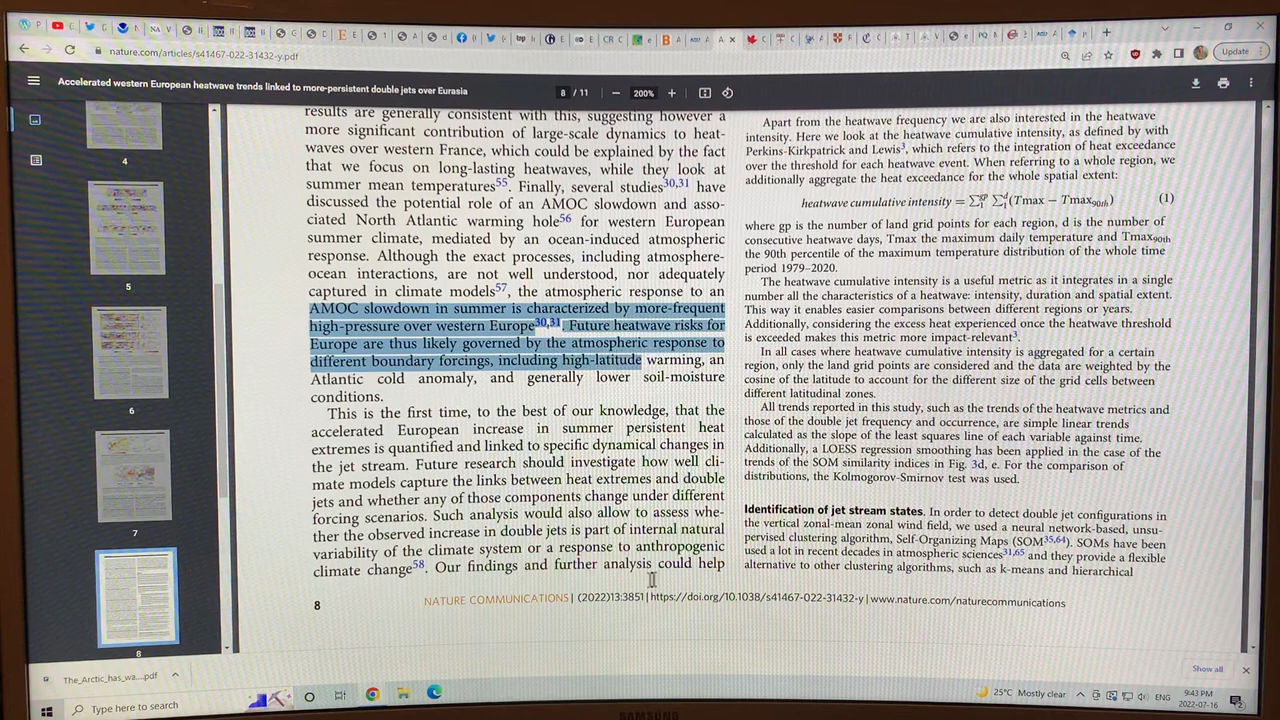 nature.com/articles/s41467-022-31432-y.pdf
Update
Accelerated western European heatwave trends linked to more-persistent double jets over Eurasia
8 / 11
200%
4
5
6
7
8
results are generally consistent with this, suggesting however a
more significant contribution of large-scale dynamics to heat-
waves over western France, which could be explained by the fact
that we focus on long-lasting heatwaves, while they look at
summer mean temperatures55. Finally, several studies30,31 have
discussed the potential role of an AMOC slowdown and asso-
ciated North Atlantic warming hole56 for western European
summer climate, mediated by an ocean-induced atmospheric
response. Although the exact processes, including atmosphere-
ocean interactions, are not well understood, nor adequately
captured in climate models57, the atmospheric response to an
AMOC slowdown in summer is characterized by more-frequent
high-pressure over western Europe30,31. Future heatwave risks for
Europe are thus likely governed by the atmospheric response to
different boundary forcings, including high-latitude warming, an
Atlantic cold anomaly, and generally lower soil-moisture
conditions.
This is the first time, to the best of our knowledge, that the
accelerated European increase in summer persistent heat
extremes is quantified and linked to specific dynamical changes in
the jet stream. Future research should investigate how well cli-
mate models capture the links between heat extremes and double
jets and whether any of those components change under different
forcing scenarios. Such analysis would also allow to assess whe-
ther the observed increase in double jets is part of internal natural
variability of the climate system or a response to anthropogenic
climate change58. Our findings and further analysis could help
Apart from the heatwave frequency we are also interested in the heatwave
intensity. Here we look at the heatwave cumulative intensity, as defined by with
Perkins-Kirkpatrick and Lewis3, which refers to the integration of heat exceedance
over the threshold for each heatwave event. When referring to a whole region, we
additionally aggregate the heat exceedance for the whole spatial extent:
heatwave cumulative intensity = ∑gp1 ∑d1(Tmax − Tmax90th) (1)
where gp is the number of land grid points for each region, d is the number of
consecutive heatwave days, Tmax the maximum daily temperature and Tmax90th
the 90th percentile of the maximum temperature distribution of the whole time
period 1979–2020.
The heatwave cumulative intensity is a useful metric as it integrates in a single
number all the characteristics of a heatwave: intensity, duration and spatial extent.
This way it enables easier comparisons between different regions or years.
Additionally, considering the excess heat experienced once the heatwave threshold
is exceeded makes this metric more impact-relevant3.
In all cases where heatwave cumulative intensity is aggregated for a certain
region, only the land grid points are considered and the data are weighted by the
cosine of the latitude to account for the different size of the grid cells between
different latitudinal zones.
All trends reported in this study, such as the trends of the heatwave metrics and
those of the double jet frequency and occurrence, are simple linear trends
calculated as the slope of the least squares line of each variable against time.
Additionally, a LOESS regression smoothing has been applied in the case of the
trends of the SOM similarity indices in Fig. 3d, e. For the comparison of
distributions, the Kolmogorov-Smirnov test was used.
Identification of jet stream states. In order to detect double jet configurations in
the vertical zonal-mean zonal wind field, we used a neural network-based, unsu-
pervised clustering algorithm, Self-Organizing Maps (SOM35,64). SOMs have been
used a lot in recent decades in atmospheric sciences31,65 and they provide a flexible
alternative to other clustering algorithms, such as k-means and hierarchical
8
NATURE COMMUNICATIONS | (2022)13:3851 | https://doi.org/10.1038/s41467-022-31432-y | www.nature.com/naturecommunications
The_Arctic_has_wa....pdf
Show all
Type here to search
25°C Mostly clear
ENG
9:43 PM
2022-07-16
SAMSUNG